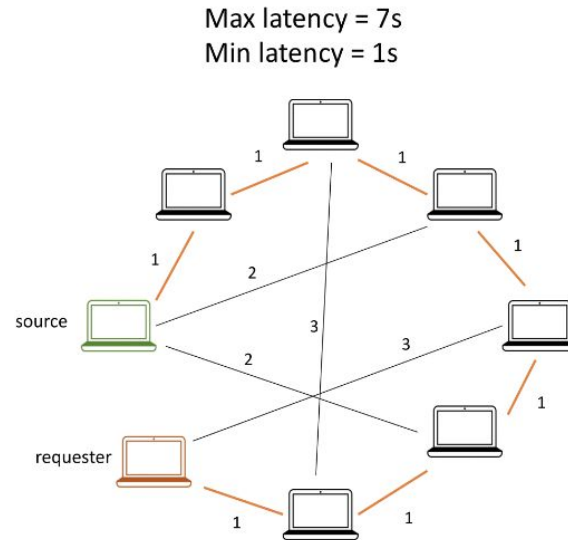 Max latency = 7s
Min latency = 1s
1
1
1
1
2
source
3
3
2
1
requester
1
1